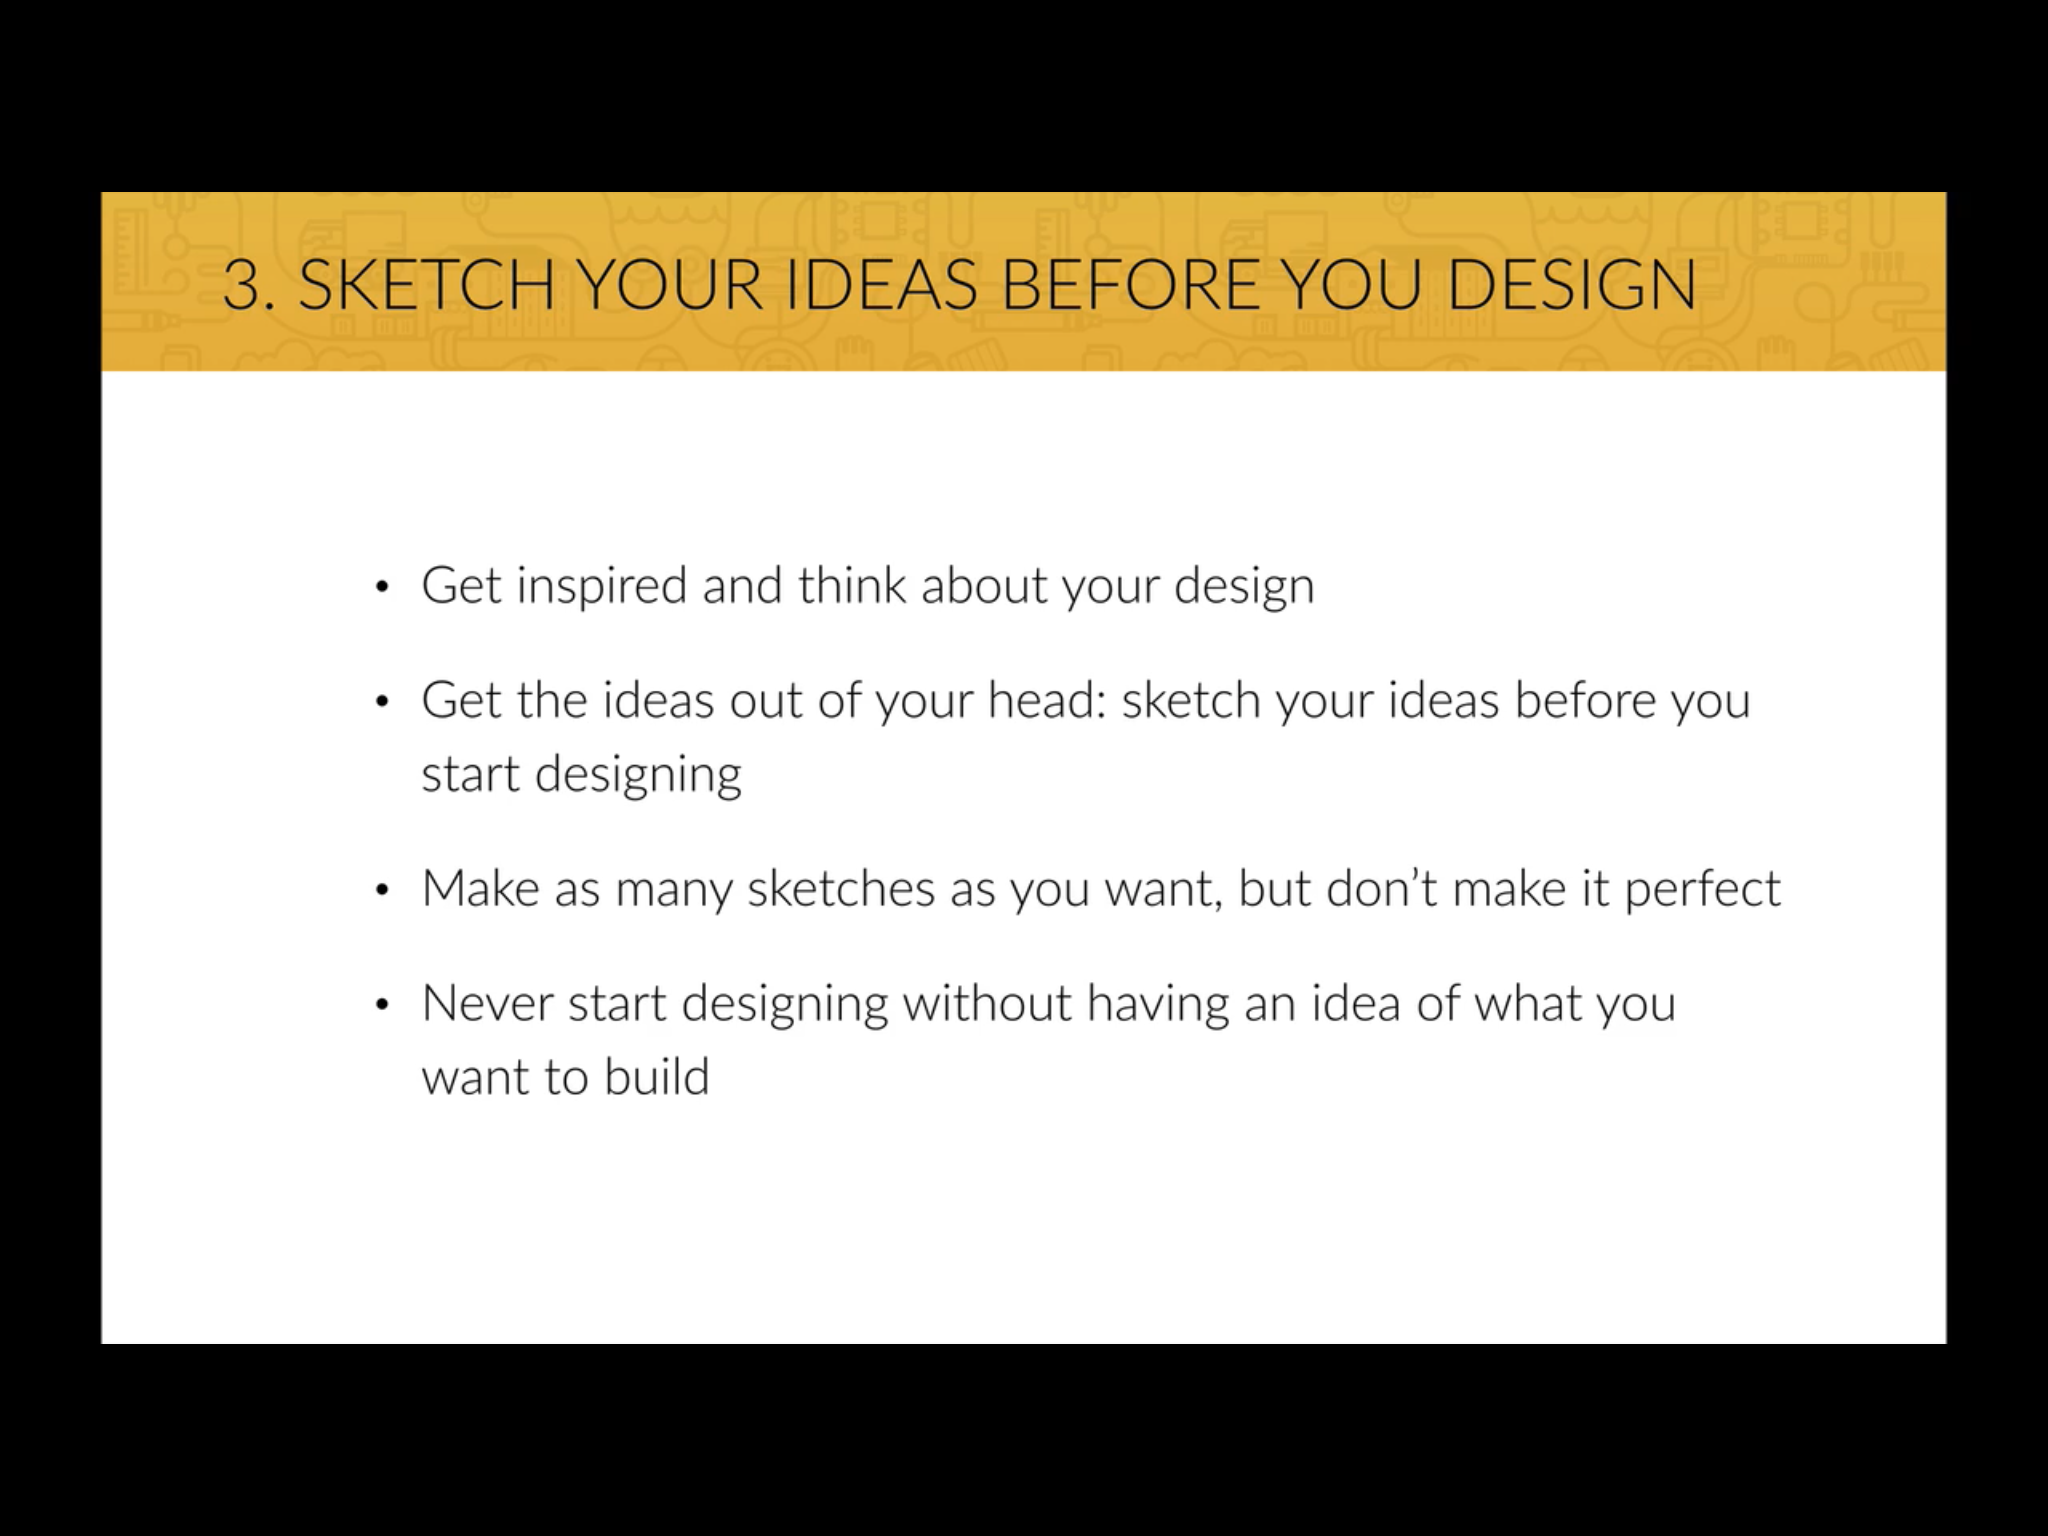 3. SKETCH YOUR IDEAS BEFORE YOU DESIGN
• Get inspired and think about your design
• Get the ideas out of your head: sketch your ideas before you
start designing
• Make as many sketches as you want, but don’t make it perfect
• Never start designing without having an idea of what you
want to build